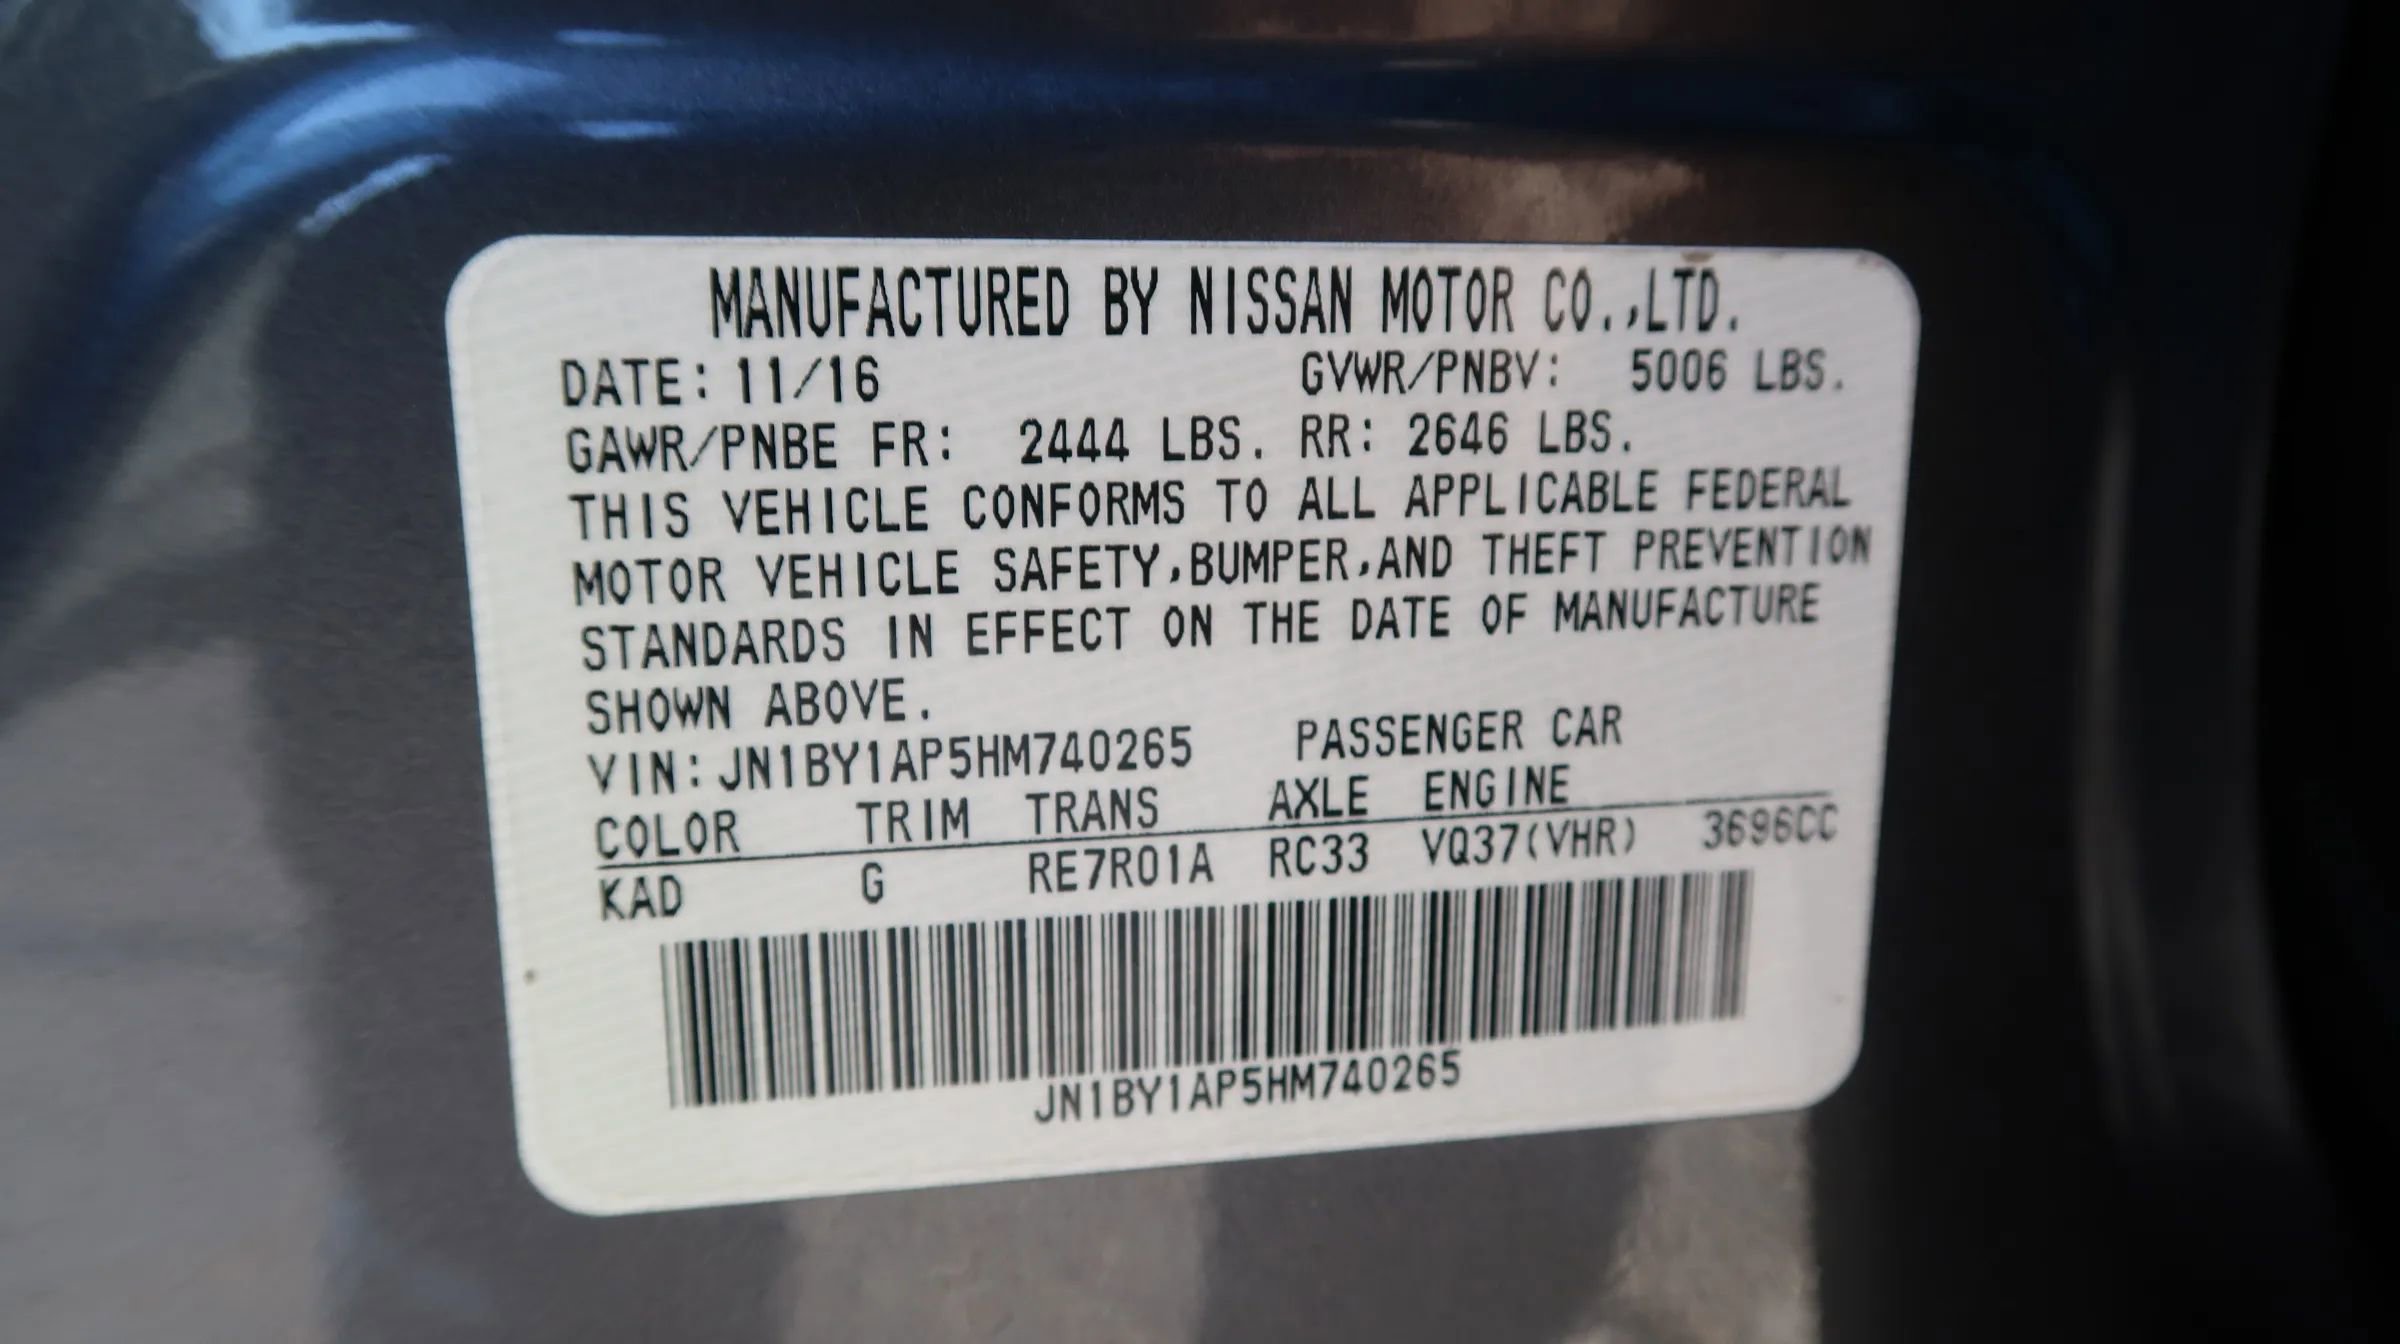 MANUFACTURED BY NISSAN MOTOR CO.,LTD.
DATE: 11/16 GVWR/PNBV: 5006 LBS.
GAWR/PNBE FR: 2444 LBS. RR: 2646 LBS.
THIS VEHICLE CONFORMS TO ALL APPLICABLE FEDERAL
MOTOR VEHICLE SAFETY,BUMPER,AND THEFT PREVENTION
STANDARDS IN EFFECT ON THE DATE OF MANUFACTURE
SHOWN ABOVE.
VIN:JN1BY1AP5HM740265 PASSENGER CAR
COLOR TRIM TRANS AXLE ENGINE
KAD G RE7R01A RC33 VQ37(VHR) 3696CC
JN1BY1AP5HM740265